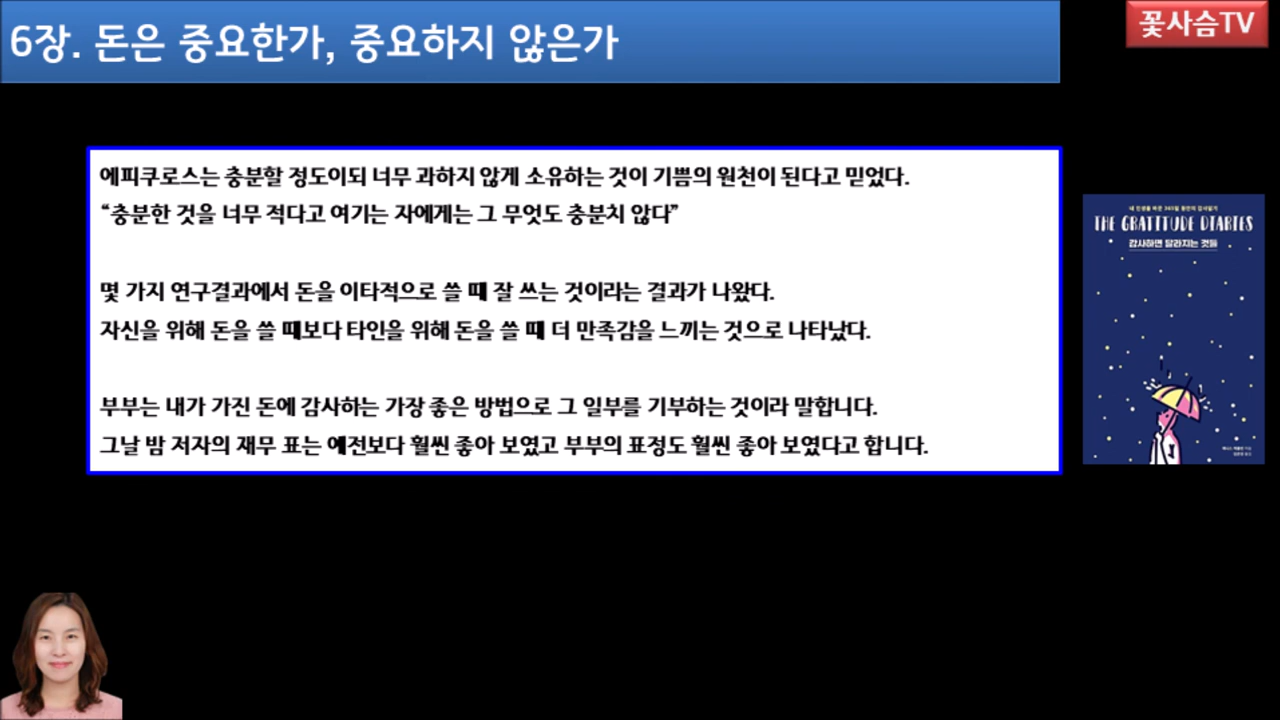 6장. 돈은 중요한가, 중요하지 않은가
꽃사슴TV
에피쿠로스는 충분할 정도이되 너무 과하지 않게 소유하는 것이 기쁨의 원천이 된다고 믿었다.
“충분한 것을 너무 적다고 여기는 자에게는 그 무엇도 충분치 않다”
몇 가지 연구결과에서 돈을 이타적으로 쓸 때 잘 쓰는 것이라는 결과가 나왔다.
자신을 위해 돈을 쓸 때보다 타인을 위해 돈을 쓸 때 더 만족감을 느끼는 것으로 나타났다.
부부는 내가 가진 돈에 감사하는 가장 좋은 방법으로 그 일부를 기부하는 것이라 말합니다.
그날 밤 저자의 재무 표는 예전보다 훨씬 좋아 보였고 부부의 표정도 훨씬 좋아 보였다고 합니다.
THE GRATITUDE DIARIES
감사하면 달라지는 것들